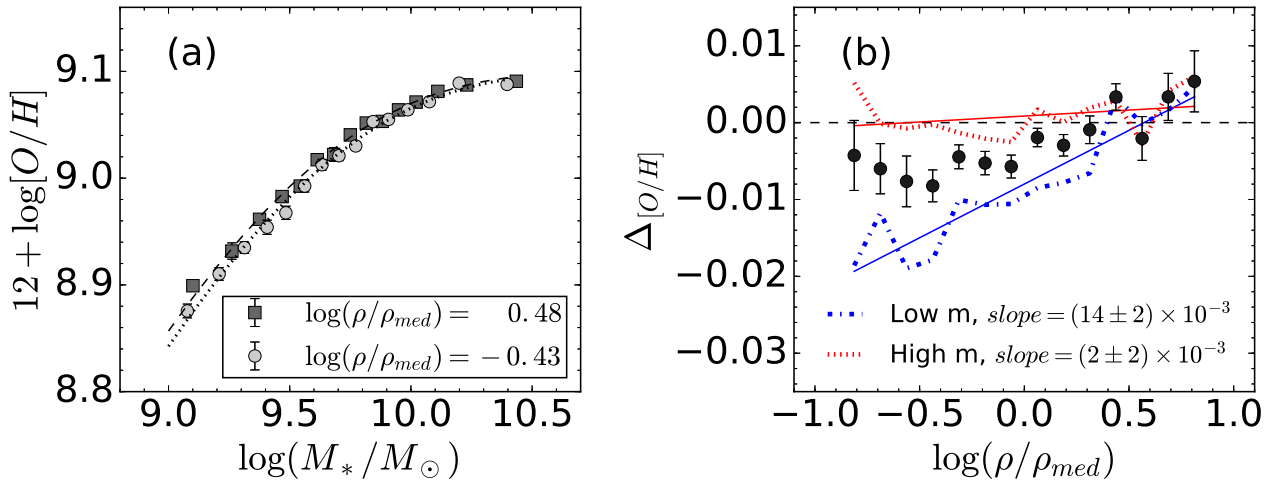 (a)
12 + log[O/H]
9.1
9.0
8.9
8.8
log(ρ/ρ_med) = 0.48
log(ρ/ρ_med) = −0.43
9.0 9.5 10.0 10.5
log(M_*/M_⊙)
(b)
Δ_[O/H]
0.01
0.00
−0.01
−0.02
−0.03
Low m, slope = (14 ± 2) × 10^−3
High m, slope = (2 ± 2) × 10^−3
−1.0 −0.5 0.0 0.5 1.0
log(ρ/ρ_med)